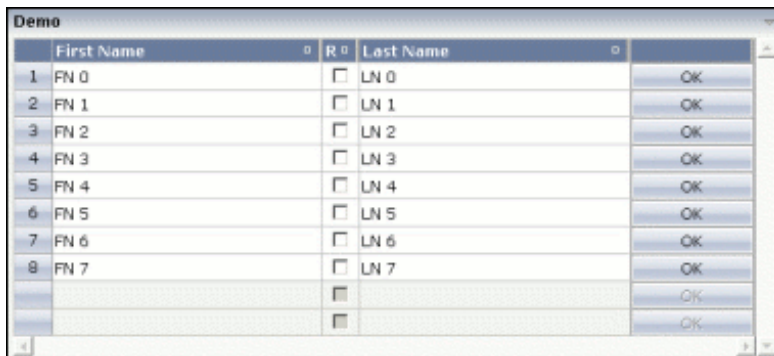 Demo
First Name R Last Name
1 FN 0 LN 0 OK
2 FN 1 LN 1 OK
3 FN 2 LN 2 OK
4 FN 3 LN 3 OK
5 FN 4 LN 4 OK
6 FN 5 LN 5 OK
7 FN 6 LN 6 OK
8 FN 7 LN 7 OK
OK
OK